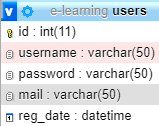 v e-learning users
id : int(11)
username : varchar(50)
password : varchar(50)
mail : varchar(50)
reg_date : datetime